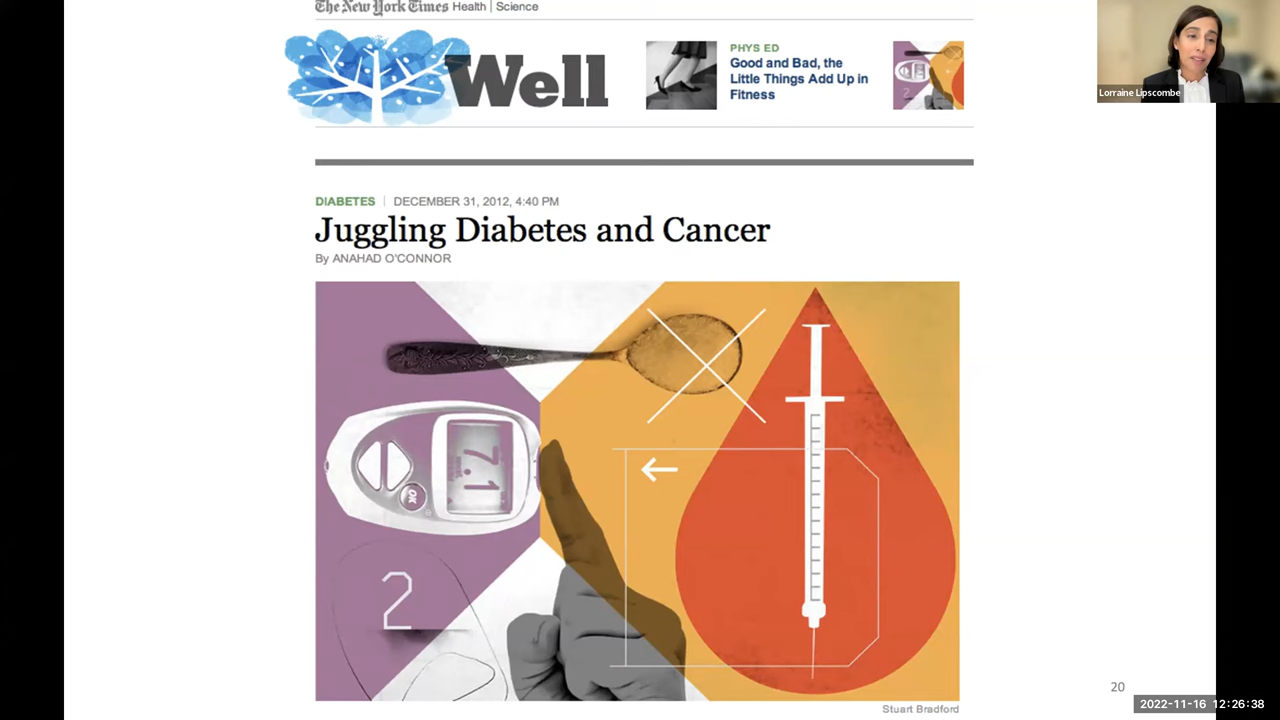 The New York Times Health | Science
Well
PHYS ED
Good and Bad, the
Little Things Add Up in
Fitness
2
Lorraine Lipscombe
DIABETES | DECEMBER 31, 2012, 4:40 PM
Juggling Diabetes and Cancer
By ANAHAD O'CONNOR
7.1
OK
2
Stuart Bradford
20
2022-11-16 12:26:38